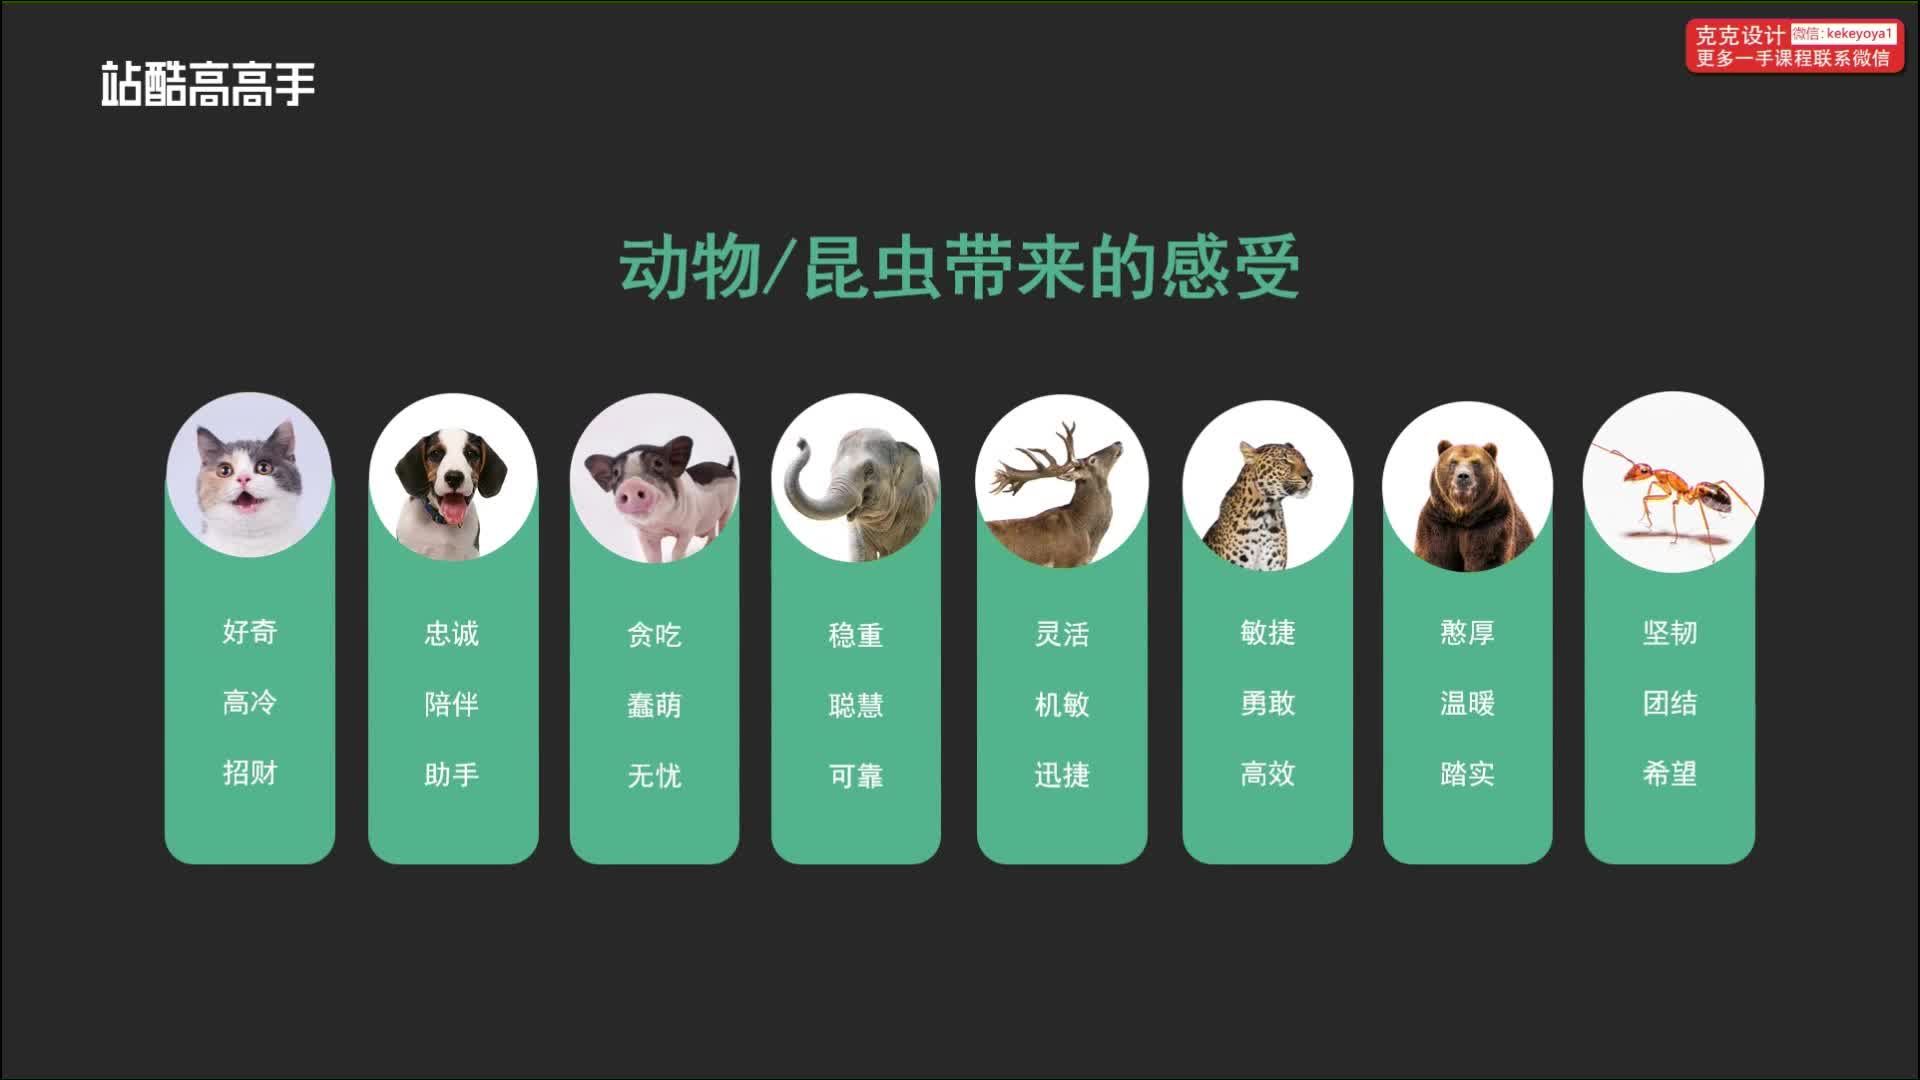 站酷高高手
克克设计 微信:kekeyoya1
更多一手课程联系微信
动物/昆虫带来的感受
好奇
高冷
招财
忠诚
陪伴
助手
贪吃
蠢萌
无忧
稳重
聪慧
可靠
灵活
机敏
迅捷
敏捷
勇敢
高效
憨厚
温暖
踏实
坚韧
团结
希望